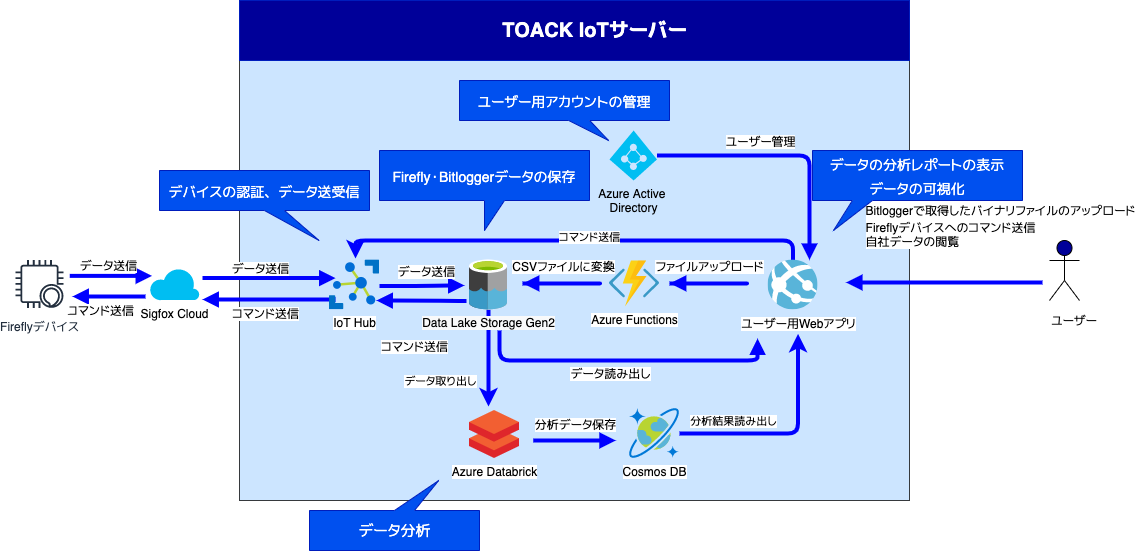 TOACK IoTサーバー
ユーザー用アカウントの管理
ユーザー管理
Azure Active
Directory
データの分析レポートの表示
データの可視化
Firefly・Bitloggerデータの保存
デバイスの認証、データ送受信
Bitloggerで取得したバイナリファイルのアップロード
Fireflyデバイスへのコマンド送信
自社データの閲覧
コマンド送信
データ送信
データ送信
データ送信
CSVファイルに変換
ファイルアップロード
コマンド送信
Sigfox Cloud
コマンド送信
IoT Hub
Data Lake Storage Gen2
Azure Functions
ユーザー用Webアプリ
ユーザー
Fireflyデバイス
コマンド送信
データ読み出し
データ取り出し
分析データ保存
分析結果読み出し
Azure Databrick
Cosmos DB
データ分析